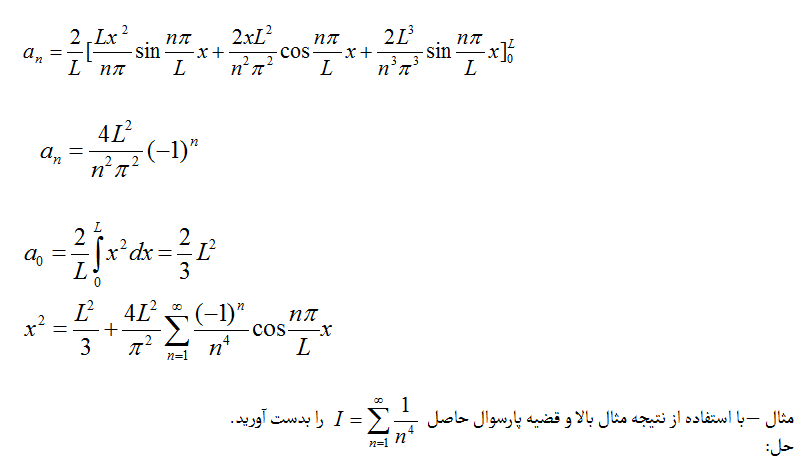 a_n = \frac{2}{L}[\frac{Lx^2}{n\pi} \sin \frac{n\pi}{L} x + \frac{2xL^2}{n^2\pi^2} \cos \frac{n\pi}{L} x + \frac{2L^3}{n^3\pi^3} \sin \frac{n\pi}{L} x]_0^L
a_n = \frac{4L^2}{n^2\pi^2} (-1)^n
a_0 = \frac{2}{L} \int_0^L x^2 dx = \frac{2}{3} L^2
x^2 = \frac{L^2}{3} + \frac{4L^2}{\pi^2} \sum_{n=1}^{\infty} \frac{(-1)^n}{n^4} \cos \frac{n\pi}{L} x
مثال –با استفاده از نتیجه مثال بالا و قضیه پارسوال حاصل I = \sum_{n=1}^{\infty} \frac{1}{n^4} را بدست آورید.
حل: